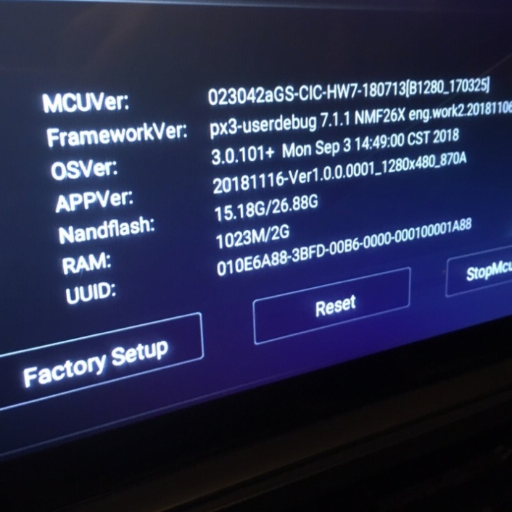 MCUVer: 023042aGS-CIC-HW7-180713[B1280_170325]
FrameworkVer: px3-userdebug 7.1.1 NMF26X eng.work2.20181106
OSVer: 3.0.101+ Mon Sep 3 14:49:00 CST 2018
APPVer: 20181116-Ver1.0.0.0001_1280x480_870A
Nandflash: 15.18G/26.88G
RAM: 1023M/2G
UUID: 010E6A88-3BFD-00B6-0000-000100001A88
Factory Setup Reset StopMcu